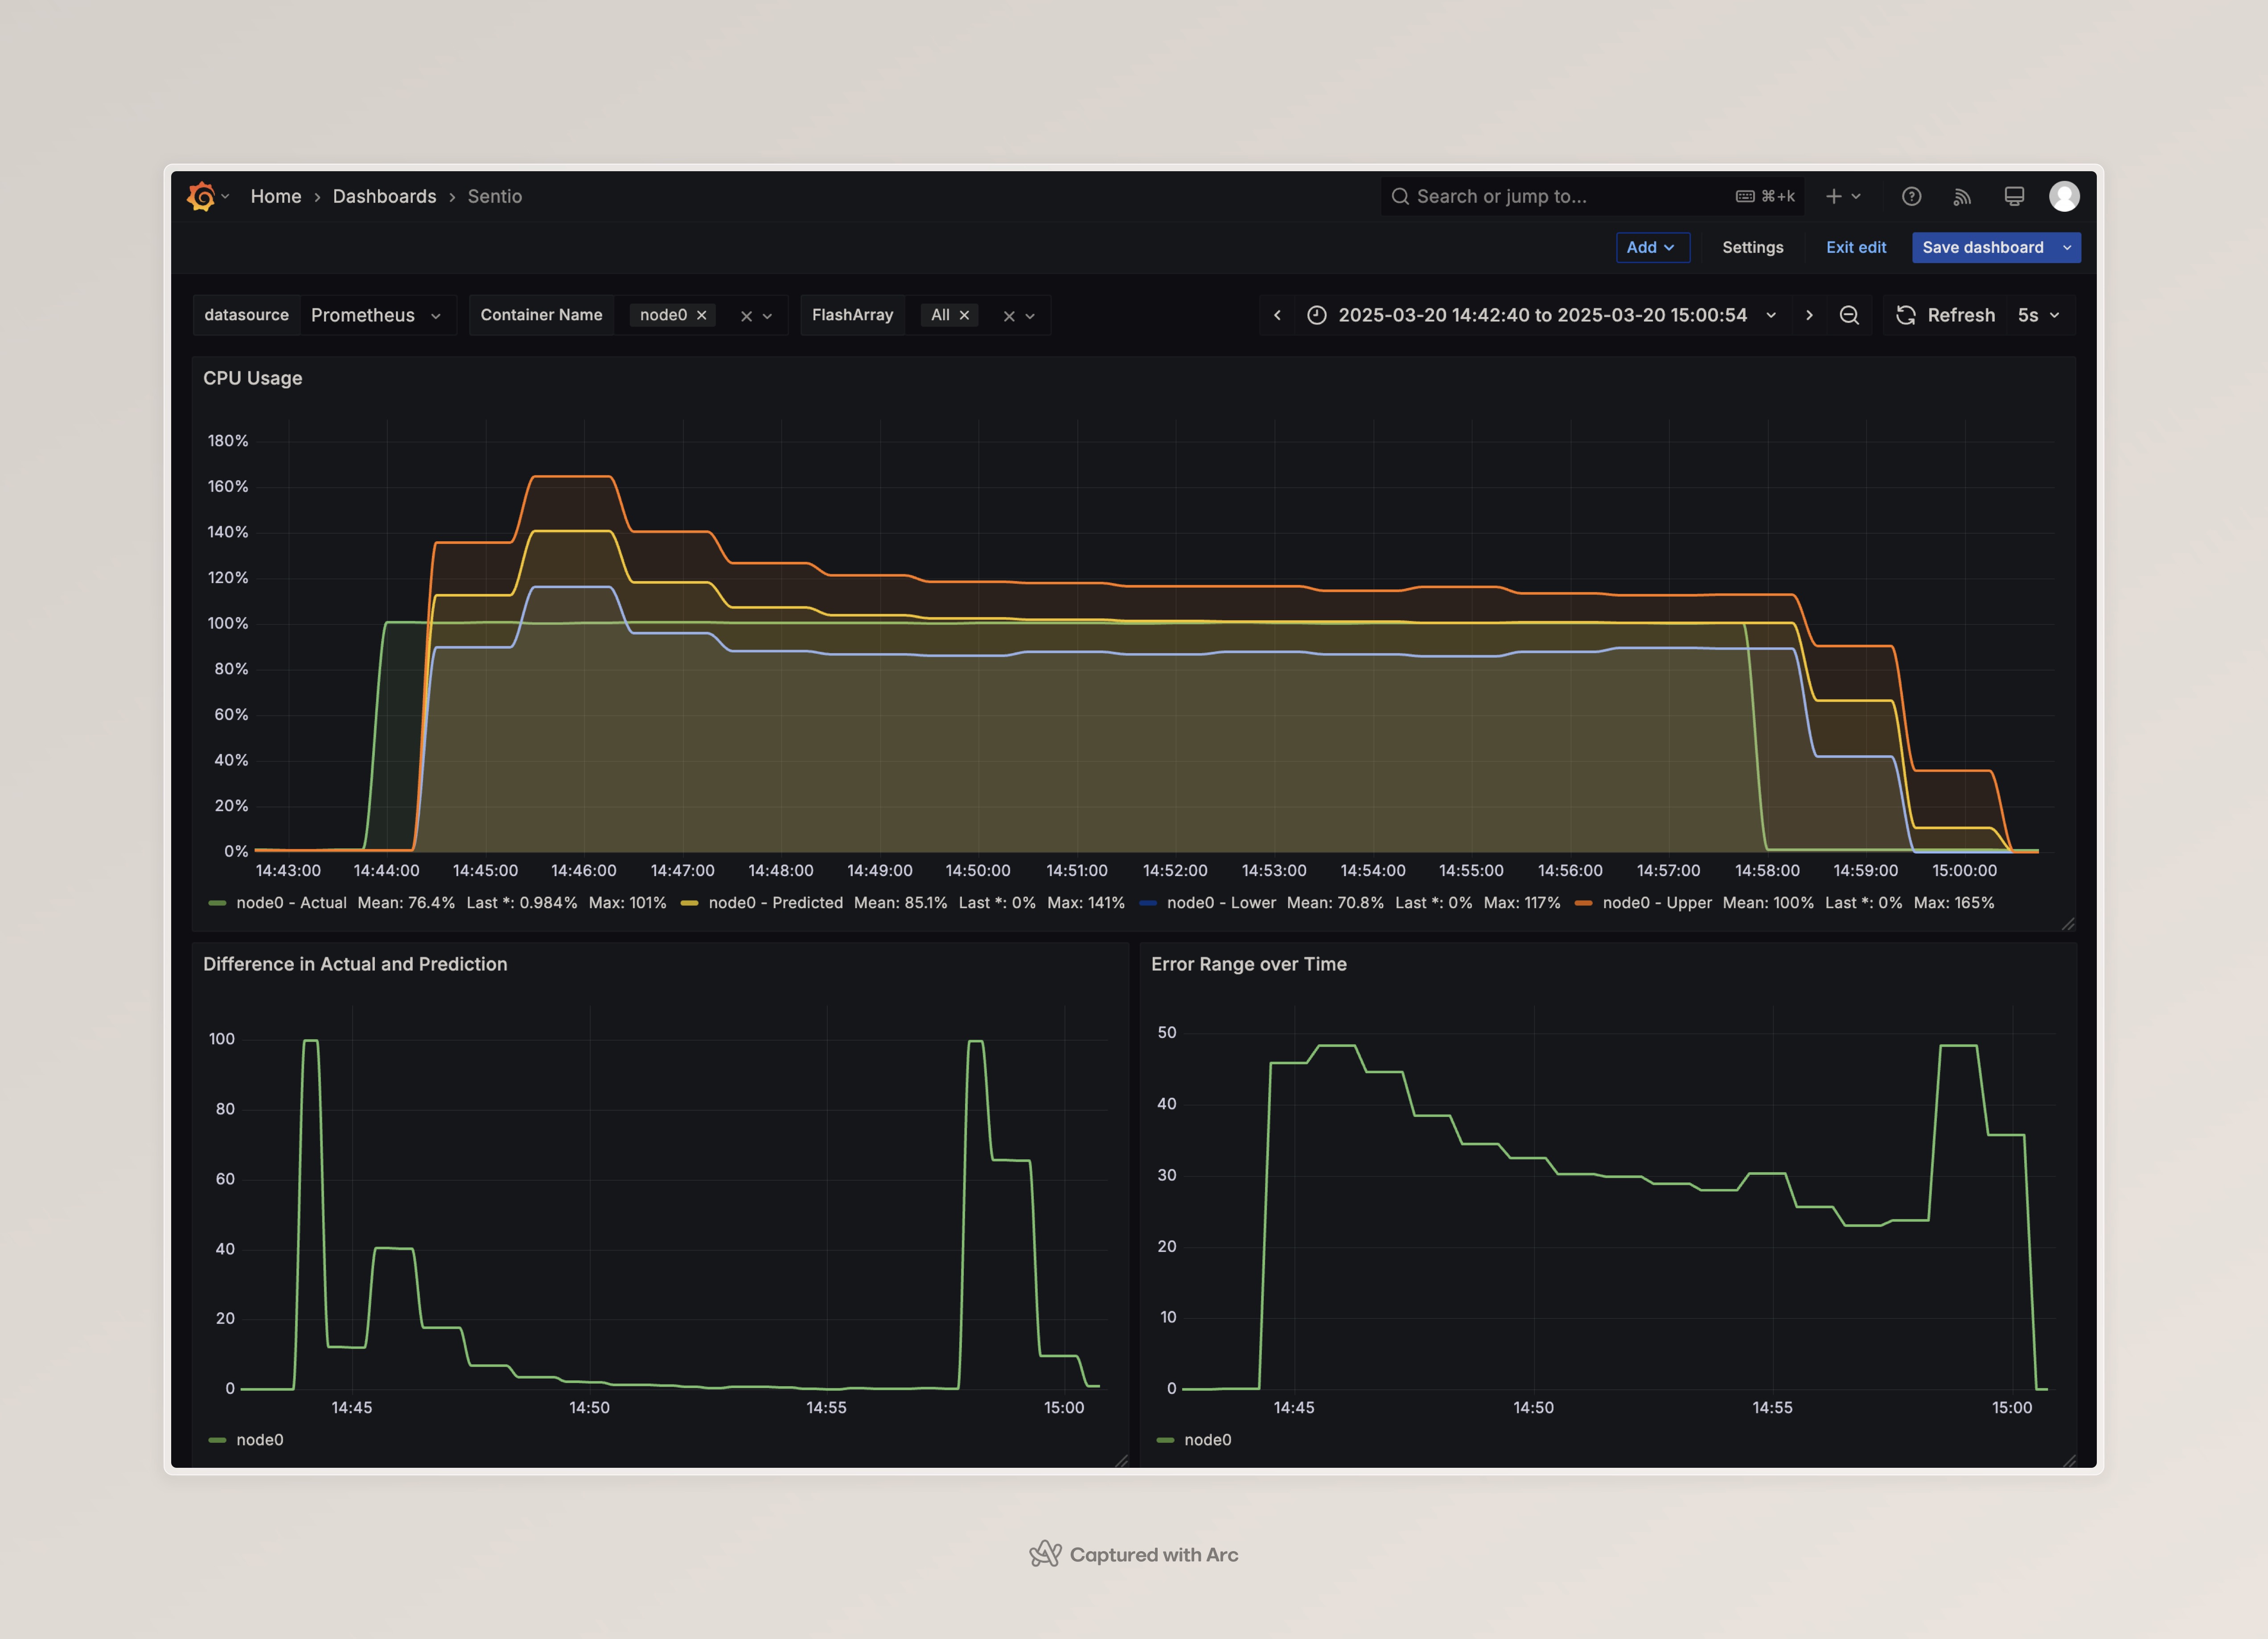 Home › Dashboards › Sentio
Search or jump to... ⌘+k
Add Settings Exit edit Save dashboard
datasource Prometheus Container Name node0 FlashArray All 2025-03-20 14:42:40 to 2025-03-20 15:00:54 Refresh 5s
CPU Usage
180%
160%
140%
120%
100%
80%
60%
40%
20%
0%
14:43:00 14:44:00 14:45:00 14:46:00 14:47:00 14:48:00 14:49:00 14:50:00 14:51:00 14:52:00 14:53:00 14:54:00 14:55:00 14:56:00 14:57:00 14:58:00 14:59:00 15:00:00
node0 - Actual Mean: 76.4% Last *: 0.984% Max: 101% node0 - Predicted Mean: 85.1% Last *: 0% Max: 141% node0 - Lower Mean: 70.8% Last *: 0% Max: 117% node0 - Upper Mean: 100% Last *: 0% Max: 165%
Difference in Actual and Prediction
100
80
60
40
20
0
14:45 14:50 14:55 15:00
node0
Error Range over Time
50
40
30
20
10
0
14:45 14:50 14:55 15:00
node0
Captured with Arc